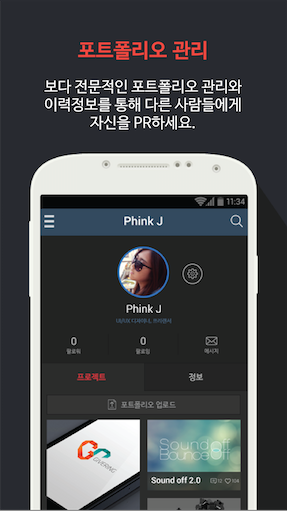 포트폴리오 관리
보다 전문적인 포트폴리오 관리와
이력정보를 통해 다른 사람들에게
자신을 PR하세요.
11:34
Phink J
Phink J
0
0
팔로워
팔로잉
메시지
프로젝트
정보
포트폴리오 업로드
COVERING
Sound off
Bounce Off
Sound off 2.0
12
104